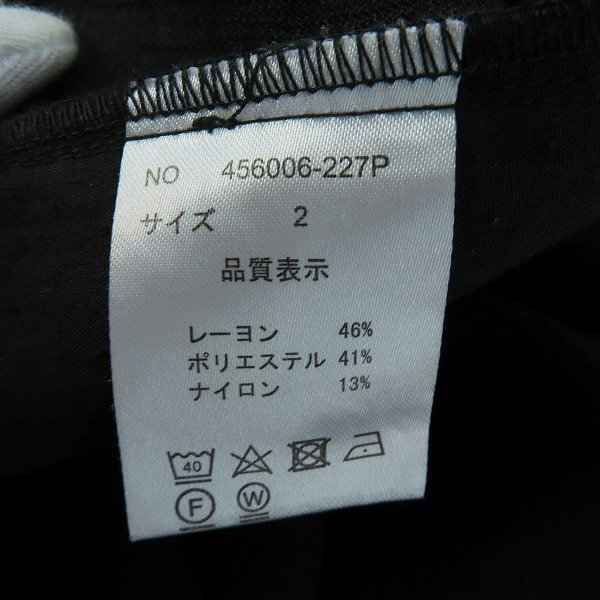 NO 456006-227P
サイズ 2
品質表示
レーヨン 46%
ポリエステル 41%
ナイロン 13%
40
F W